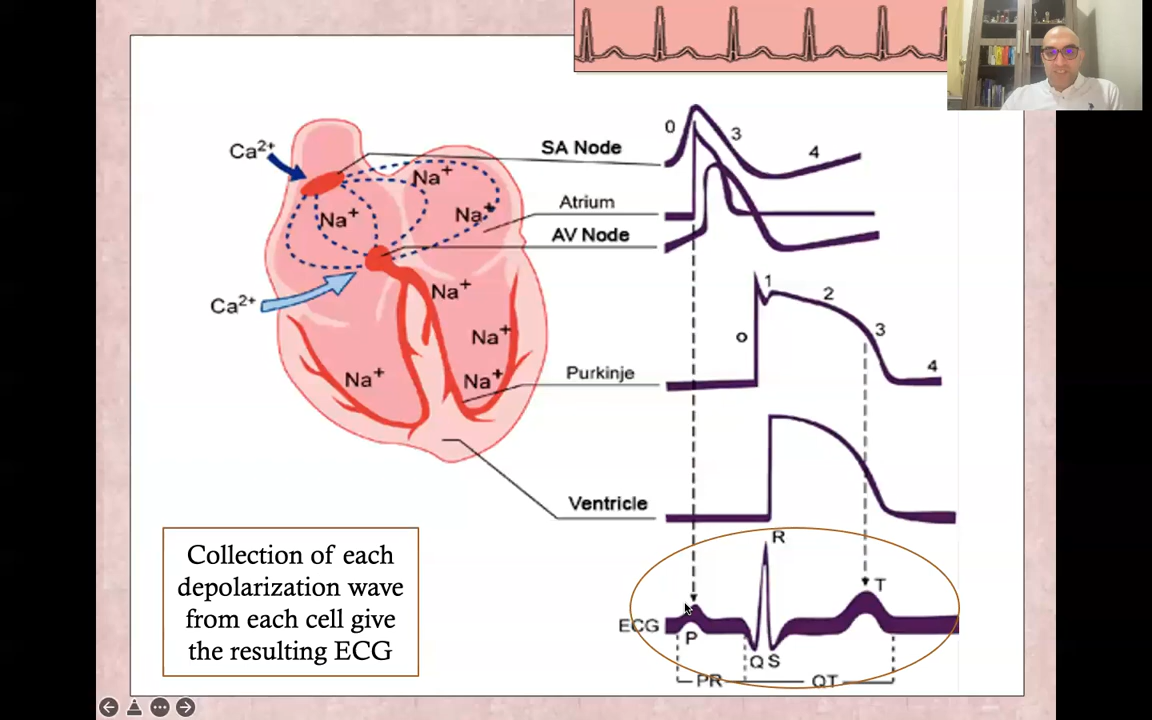 0
3
4
Ca²⁺
SA Node
Na⁺
Na⁺
Na⁺
Atrium
AV Node
Ca²⁺
Na⁺
1
2
o
3
4
Na⁺
Na⁺
Na⁺
Purkinje
Ventricle
R
T
ECG
P
Q S
PR
QT
Collection of each
depolarization wave
from each cell give
the resulting ECG